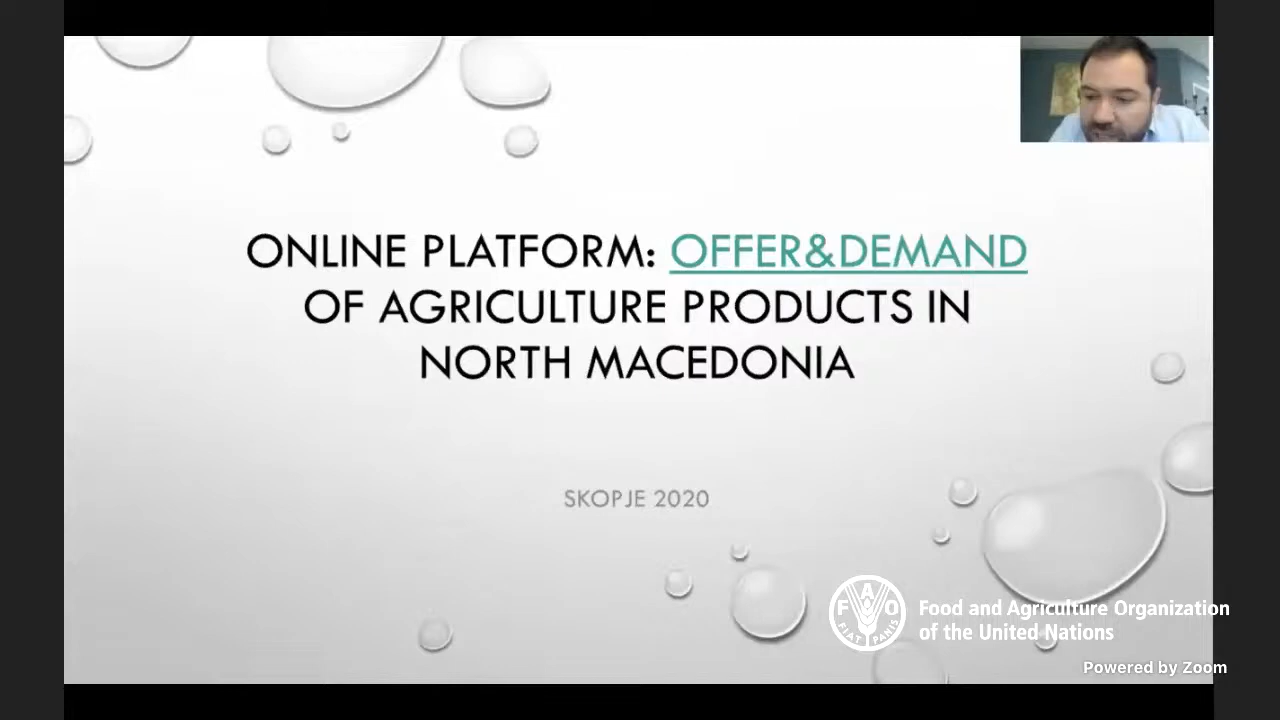 ONLINE PLATFORM: OFFER&DEMAND
OF AGRICULTURE PRODUCTS IN
NORTH MACEDONIA
SKOPJE 2020
FAO
FIAT PANIS
Food and Agriculture Organization
of the United Nations
Powered by Zoom